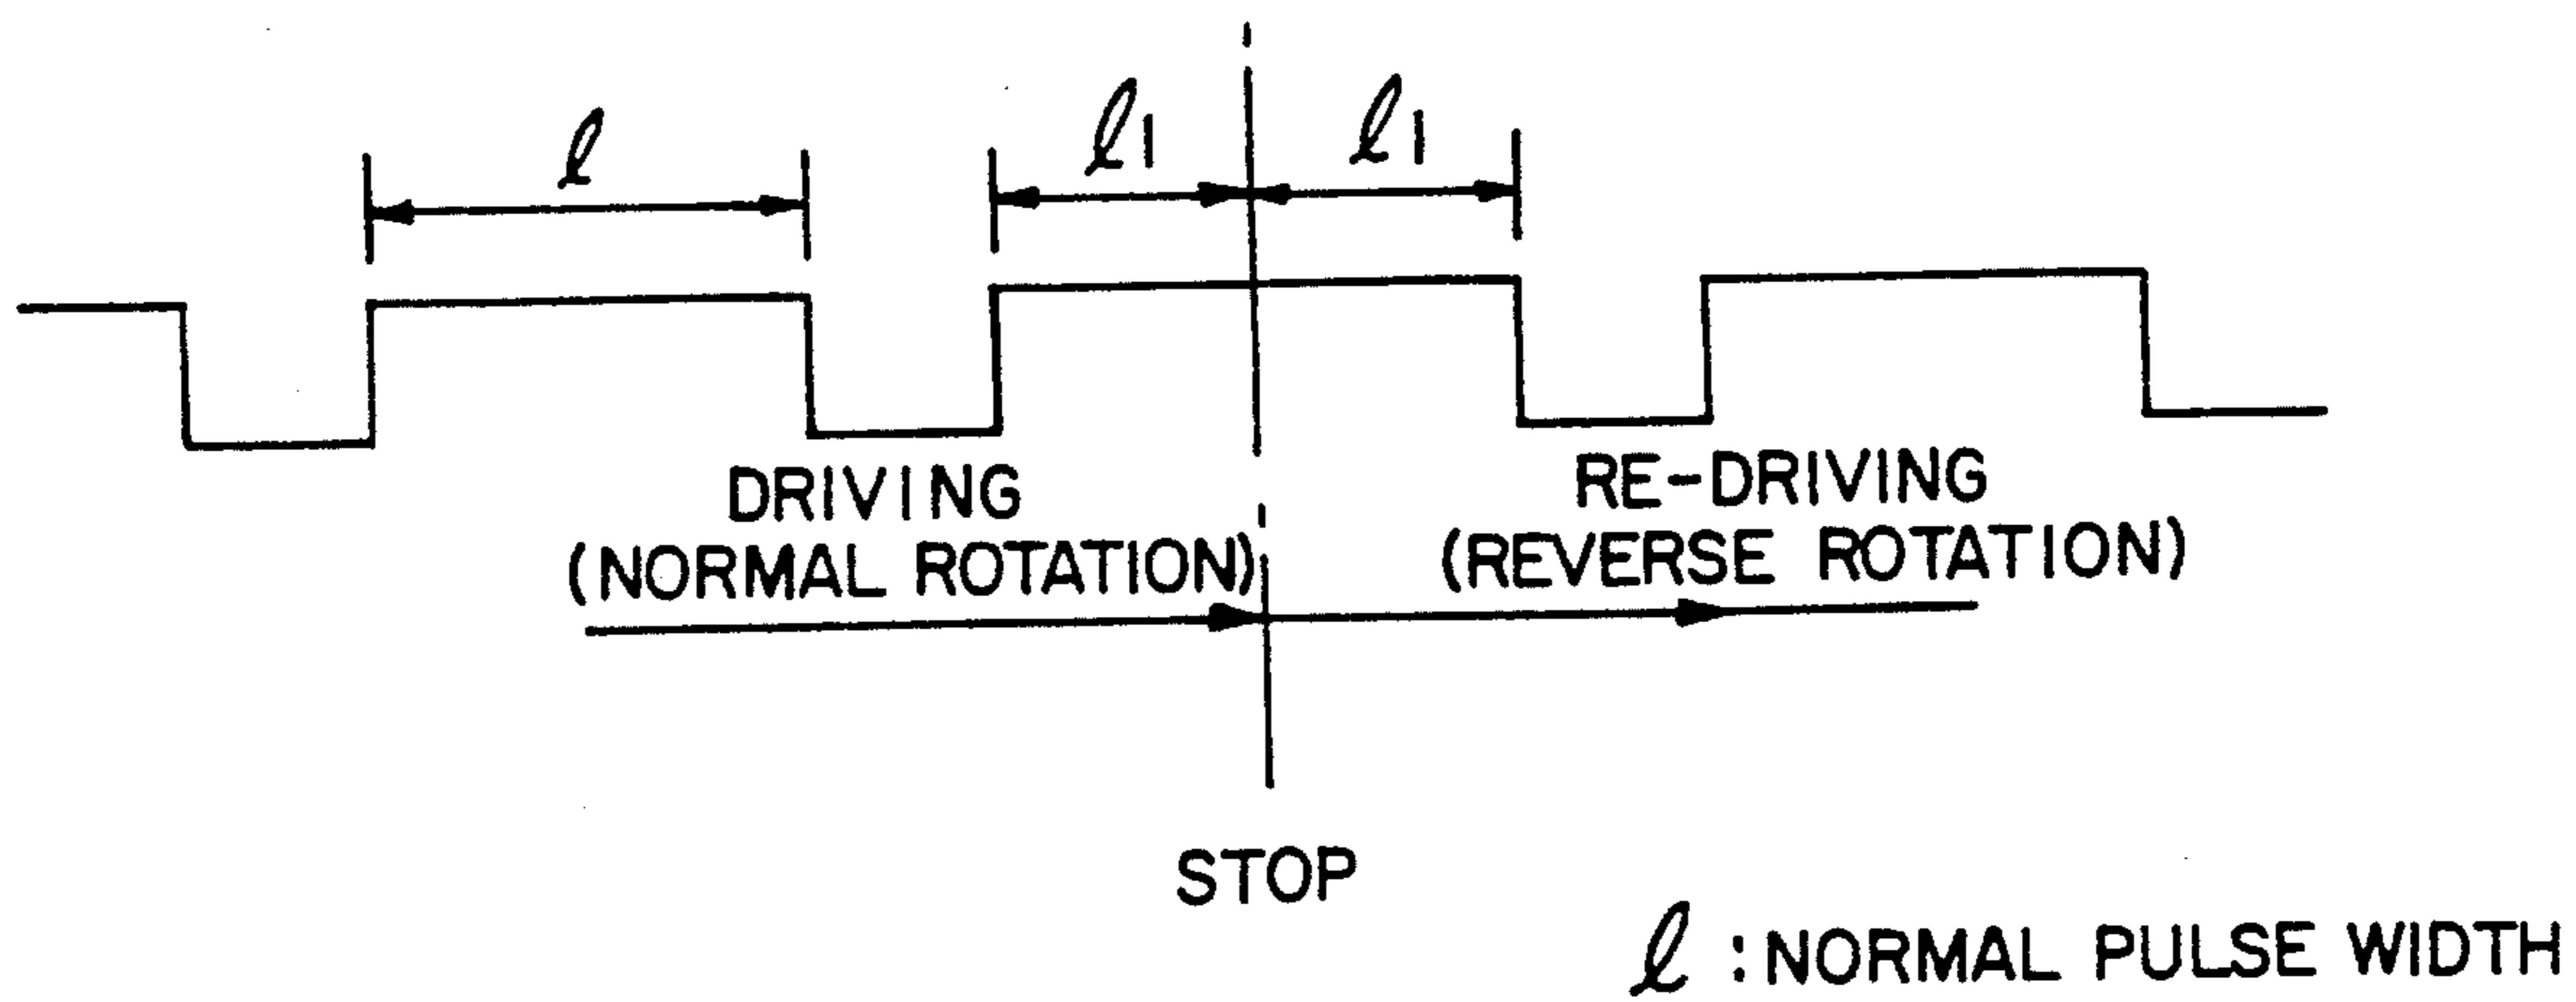 ℓ
ℓ1
ℓ1
DRIVING
(NORMAL ROTATION)
RE-DRIVING
(REVERSE ROTATION)
STOP
ℓ : NORMAL PULSE WIDTH